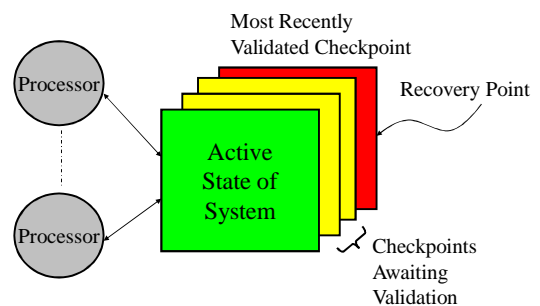 Most Recently
Validated Checkpoint
Processor
Recovery Point
Active
State of
System
Processor
Checkpoints
Awaiting
Validation